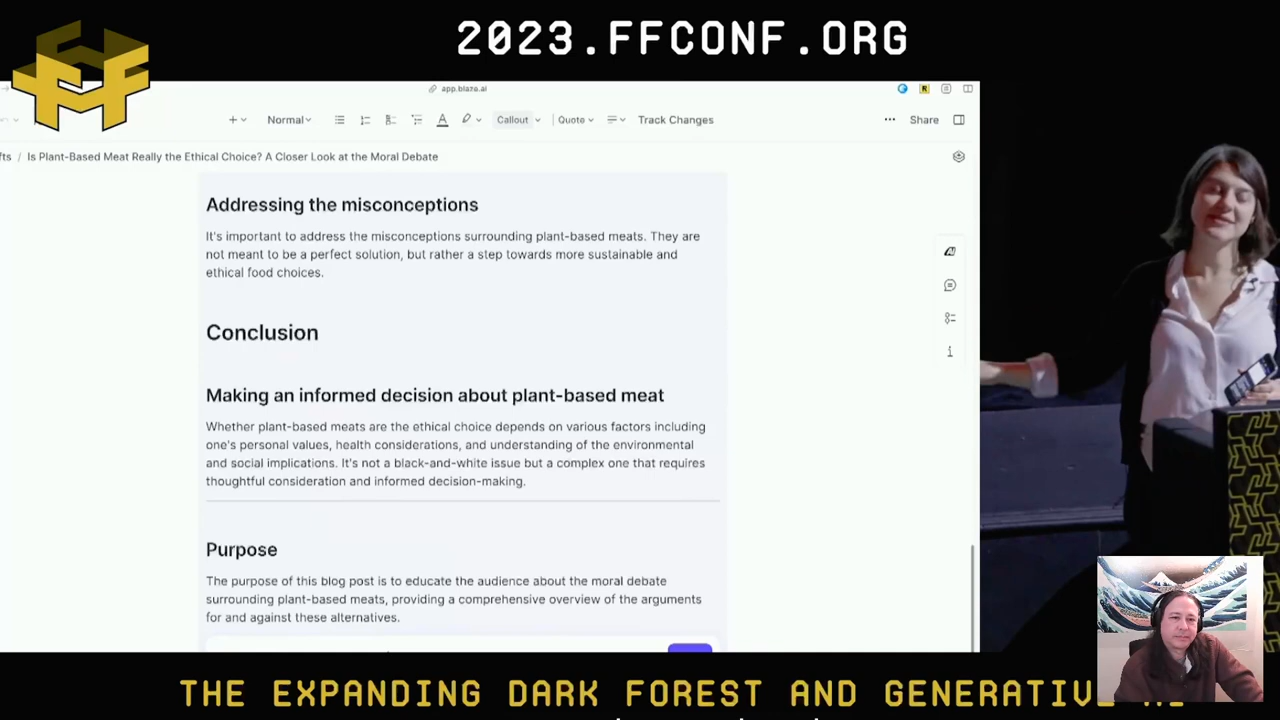 2023.FFCONF.ORG
app.blaze.ai
Normal
Callout
Quote
Track Changes
Share
fts / Is Plant-Based Meat Really the Ethical Choice? A Closer Look at the Moral Debate
Addressing the misconceptions
It's important to address the misconceptions surrounding plant-based meats. They are
not meant to be a perfect solution, but rather a step towards more sustainable and
ethical food choices.
Conclusion
Making an informed decision about plant-based meat
Whether plant-based meats are the ethical choice depends on various factors including
one's personal values, health considerations, and understanding of the environmental
and social implications. It's not a black-and-white issue but a complex one that requires
thoughtful consideration and informed decision-making.
Purpose
The purpose of this blog post is to educate the audience about the moral debate
surrounding plant-based meats, providing a comprehensive overview of the arguments
for and against these alternatives.
THE EXPANDING DARK FOREST AND GENERATIV